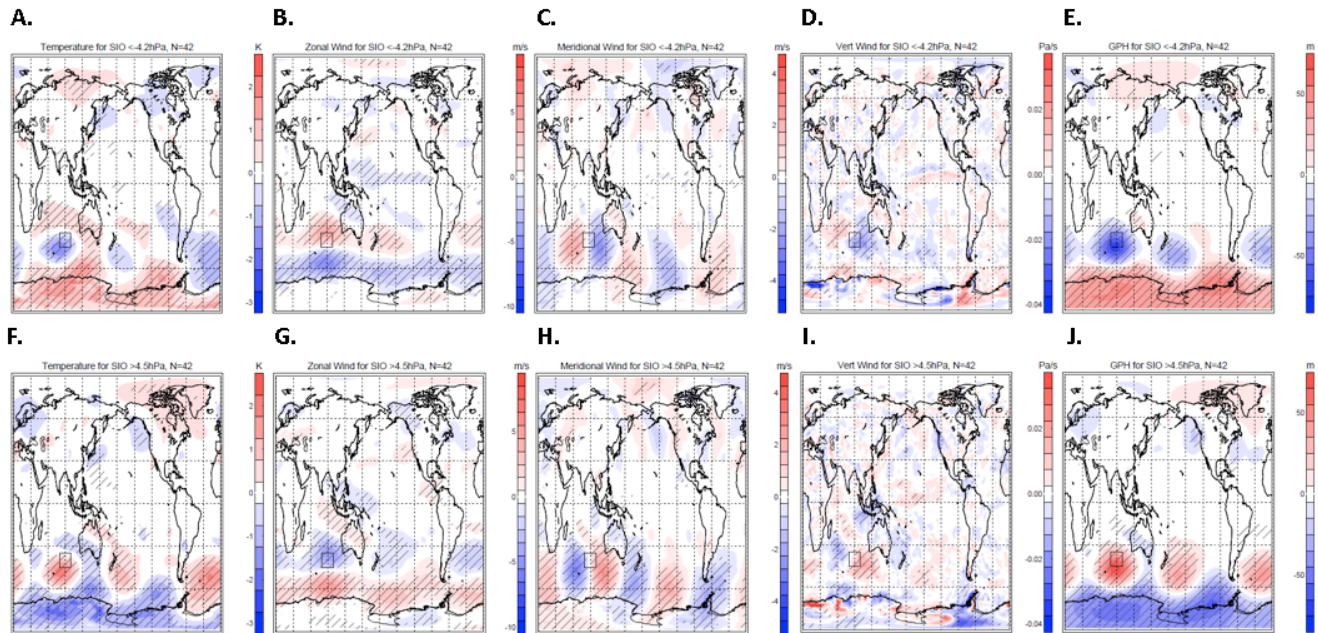 A.
B.
C.
D.
E.
Temperature for SIO <-4.2hPa, N=42
K
Zonal Wind for SIO <-4.2hPa, N=42
m/s
Meridional Wind for SIO <-4.2hPa, N=42
m/s
Vert Wind for SIO <-4.2hPa, N=42
Pa/s
GPH for SIO <-4.2hPa, N=42
m
2
1
0
-1
-2
-3
5
0
-5
-10
4
2
0
-2
-4
0.02
0.00
-0.02
-0.04
50
0
-50
F.
G.
H.
I.
J.
Temperature for SIO >4.5hPa, N=42
K
Zonal Wind for SIO >4.5hPa, N=42
m/s
Meridional Wind for SIO >4.5hPa, N=42
m/s
Vert Wind for SIO >4.5hPa, N=42
Pa/s
GPH for SIO >4.5hPa, N=42
m
2
1
0
-1
-2
-3
5
0
-5
-10
4
2
0
-2
-4
0.02
0.00
-0.02
-0.04
50
0
-50